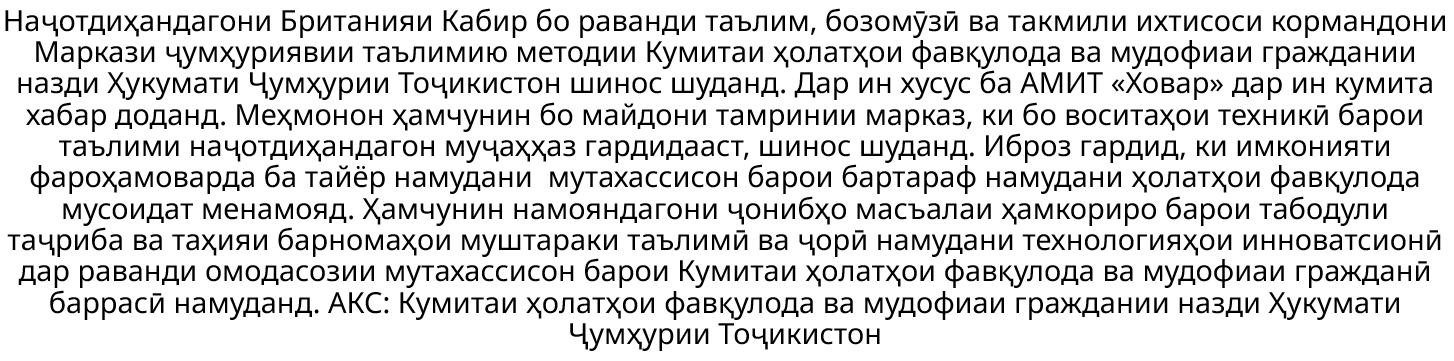 Наҷотдиҳандагони Британияи Кабир бо раванди таълим, бозомӯзӣ ва такмили ихтисоси кормандони
Маркази ҷумҳуриявии таълимию методии Кумитаи ҳолатҳои фавқулода ва мудофиаи граждании
назди Ҳукумати Ҷумҳурии Тоҷикистон шинос шуданд. Дар ин хусус ба АМИТ «Ховар» дар ин кумита
хабар доданд. Меҳмонон ҳамчунин бо майдони тамринии марказ, ки бо воситаҳои техникӣ барои
таълими наҷотдиҳандагон муҷаҳҳаз гардидааст, шинос шуданд. Иброз гардид, ки имконияти
фароҳамоварда ба тайёр намудани  мутахассисон барои бартараф намудани ҳолатҳои фавқулода
мусоидат менамояд. Ҳамчунин намояндагони ҷонибҳо масъалаи ҳамкориро барои табодули
таҷриба ва таҳияи барномаҳои муштараки таълимӣ ва ҷорӣ намудани технологияҳои инноватсионӣ
дар раванди омодасозии мутахассисон барои Кумитаи ҳолатҳои фавқулода ва мудофиаи гражданӣ
баррасӣ намуданд. АКС: Кумитаи ҳолатҳои фавқулода ва мудофиаи граждании назди Ҳукумати
Ҷумҳурии Тоҷикистон